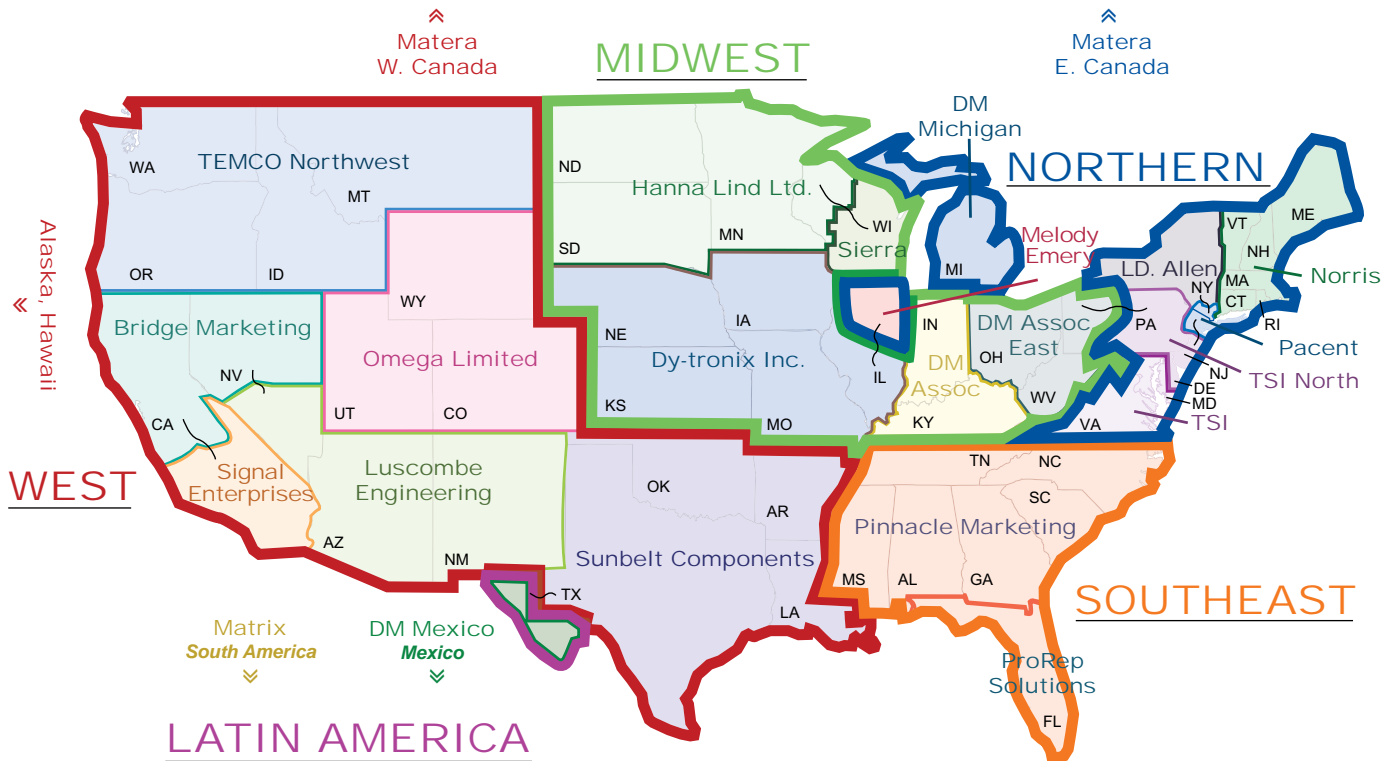 Matera
W. Canada
Matera
E. Canada
MIDWEST
DM
Michigan
NORTHERN
WA
TEMCO Northwest
MT
OR
ID
ND
Hanna Lind Ltd.
SD
MN
WI
Sierra
MI
Melody
Emery
VT
ME
NH
LD. Allen
MA
NY
CT
Norris
RI
Alaska, Hawaii
Bridge Marketing
NV
CA
WY
Omega Limited
UT
CO
NE
IA
Dy-tronix Inc.
KS
MO
IL
IN
DM
Assoc
KY
DM Assoc
East
OH
WV
PA
Pacent
NJ
TSI North
DE
MD
TSI
VA
WEST
Signal
Enterprises
Luscombe
Engineering
AZ
NM
OK
AR
Sunbelt Components
TX
LA
TN
NC
SC
Pinnacle Marketing
MS
AL
GA
SOUTHEAST
ProRep
Solutions
FL
Matrix
South America
DM Mexico
Mexico
LATIN AMERICA